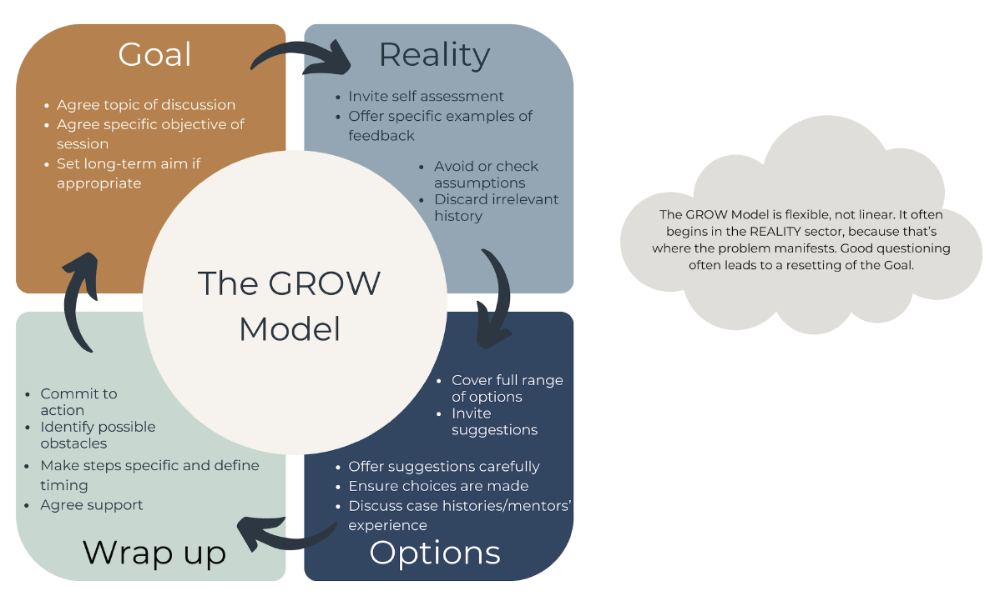 Goal
• Agree topic of discussion
• Agree specific objective of
session
• Set long-term aim if
appropriate
Reality
• Invite self assessment
• Offer specific examples of
feedback
• Avoid or check
assumptions
• Discard irrelevant
history
The GROW
Model
• Commit to
action
• Identify possible
obstacles
• Make steps specific and define
timing
• Agree support
Wrap up
• Cover full range
of options
• Invite
suggestions
• Offer suggestions carefully
• Ensure choices are made
• Discuss case histories/mentors’
experience
Options
The GROW Model is flexible, not linear. It often
begins in the REALITY sector, because that’s
where the problem manifests. Good questioning
often leads to a resetting of the Goal.